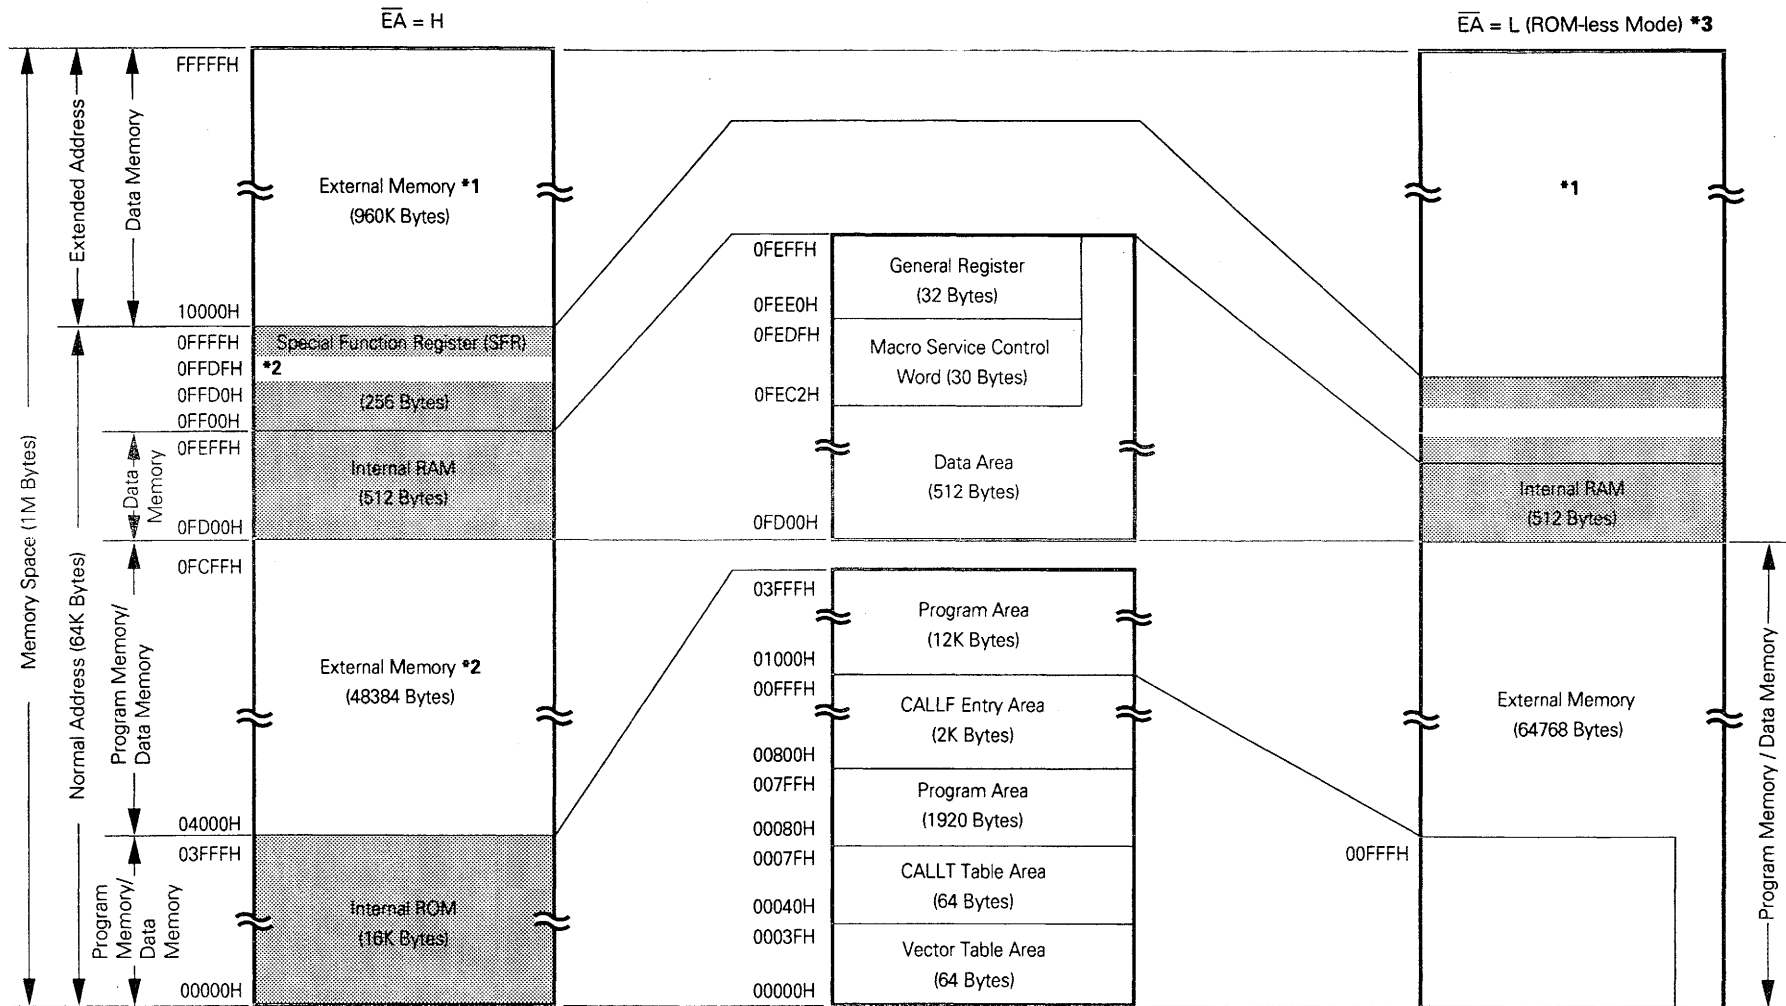 EA = H
EA = L (ROM-less Mode) *3
Memory Space (1M Bytes)
Extended Address
Normal Address (64K Bytes)
Data Memory
Data
Memory
Program Memory/
Data Memory
Program
Memory/
Data
Memory
FFFFFH
10000H
0FFFFH
0FFDFH
0FFD0H
0FF00H
0FEFFH
0FD00H
0FCFFH
04000H
03FFFH
00000H
External Memory *1
(960K Bytes)
Special Function Register (SFR)
*2
(256 Bytes)
Internal RAM
(512 Bytes)
External Memory *2
(48384 Bytes)
Internal ROM
(16K Bytes)
0FEFFH
General Register
(32 Bytes)
0FEE0H
0FEDFH
Macro Service Control
Word (30 Bytes)
0FEC2H
Data Area
(512 Bytes)
0FD00H
03FFFH
Program Area
(12K Bytes)
01000H
00FFFH
CALLF Entry Area
(2K Bytes)
00800H
007FFH
Program Area
(1920 Bytes)
00080H
0007FH
CALLT Table Area
(64 Bytes)
00040H
0003FH
Vector Table Area
(64 Bytes)
00000H
*1
Internal RAM
(512 Bytes)
External Memory
(64768 Bytes)
00FFFH
Program Memory / Data Memory